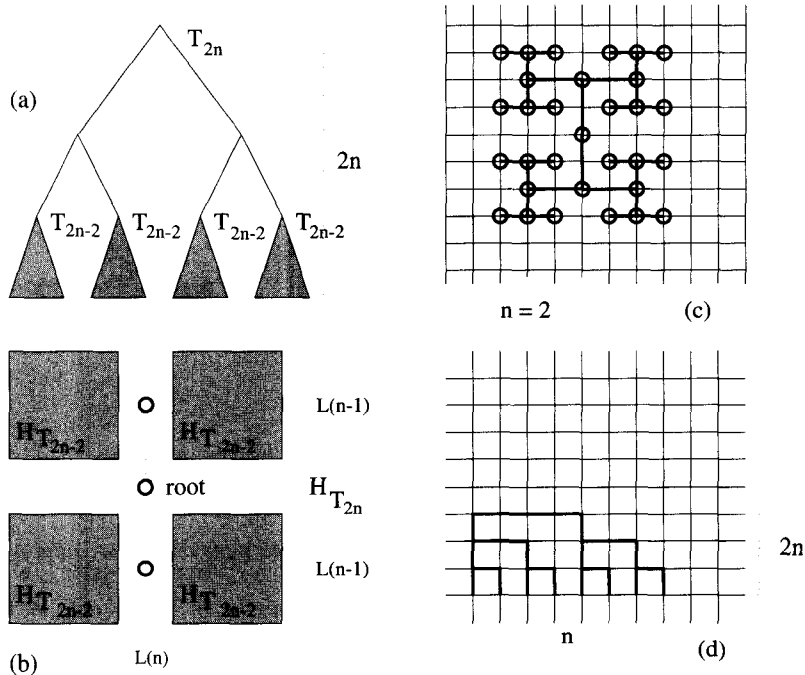 T2n
(a)
2n
T2n-2 T2n-2 T2n-2 T2n-2
n = 2 (c)
HT2n-2 HT2n-2 L(n-1)
root HT2n
HT2n-2 HT2n-2 L(n-1)
(b) L(n)
2n
n (d)